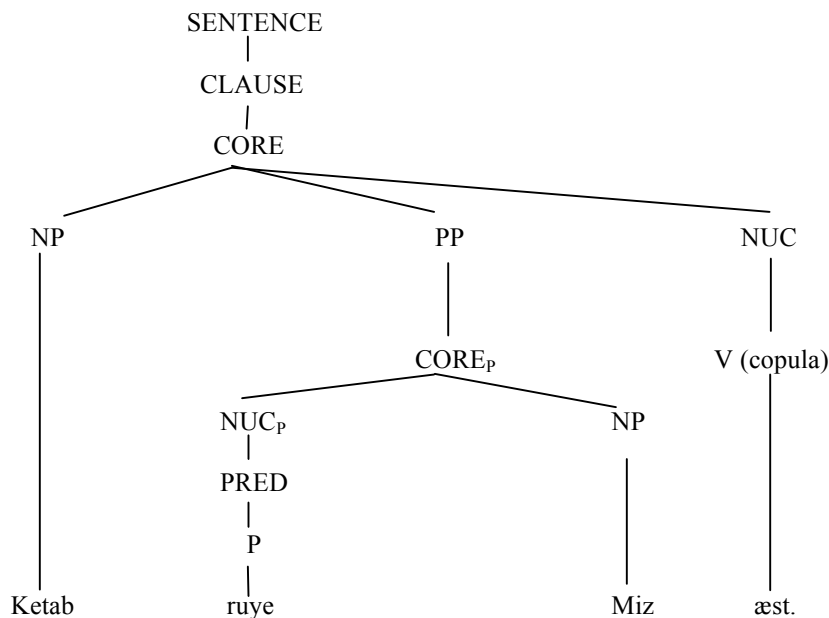 SENTENCE
CLAUSE
CORE
NP PP NUC
COREₚ V (copula)
NUCₚ NP
PRED
P
Ketab ruye Miz æst.